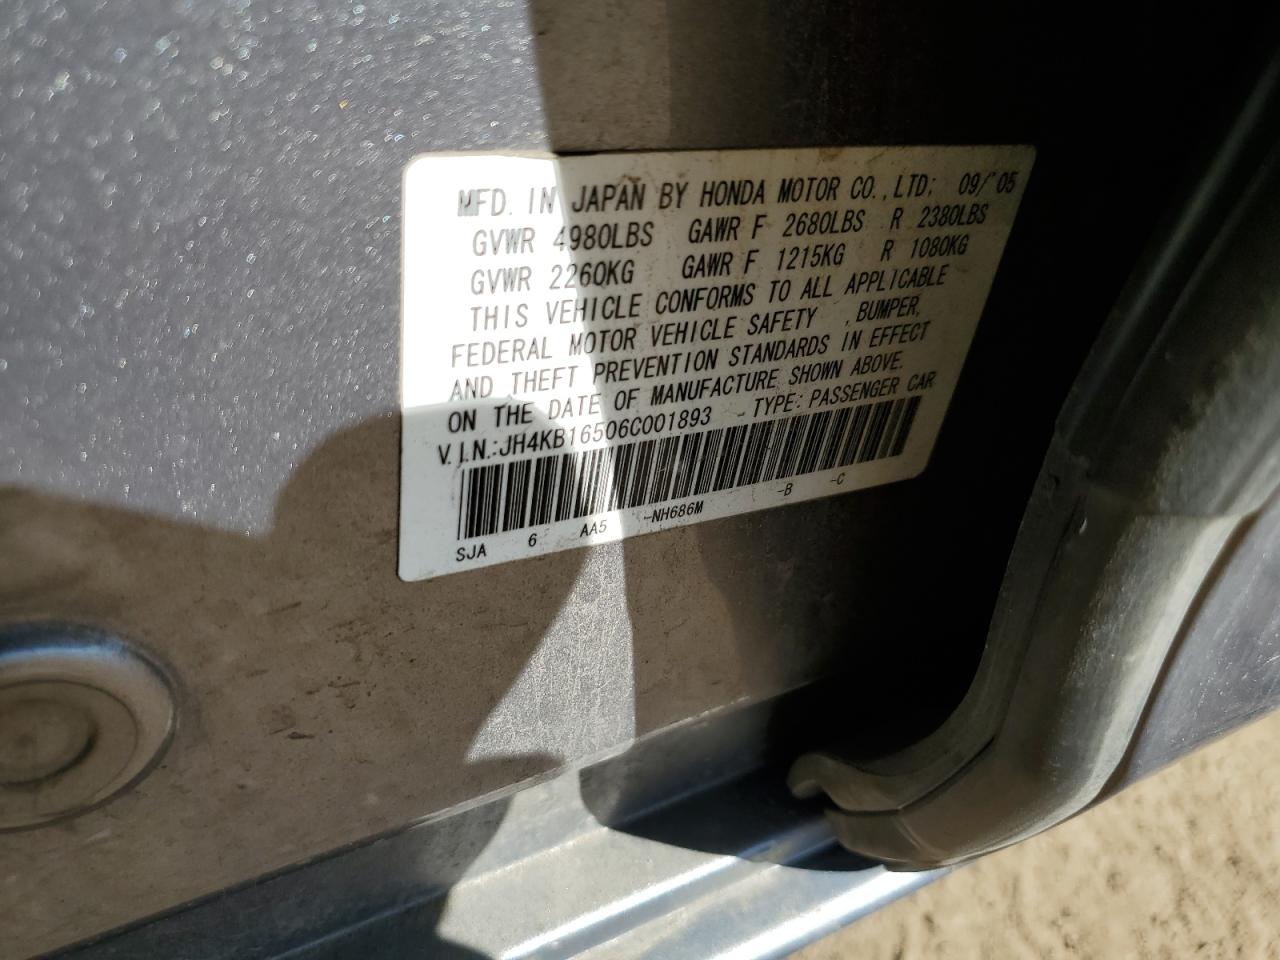 MFD. IN JAPAN BY HONDA MOTOR CO., LTD; 09/'05
GVWR 4980LBS GAWR F 2680LBS R 2380LBS
GVWR 2260KG GAWR F 1215KG R 1080KG
THIS VEHICLE CONFORMS TO ALL APPLICABLE
FEDERAL MOTOR VEHICLE SAFETY , BUMPER,
AND THEFT PREVENTION STANDARDS IN EFFECT
ON THE DATE OF MANUFACTURE SHOWN ABOVE.
V.I.N.:JH4KB16506C001893 -TYPE: PASSENGER CAR
SJA 6 AA5 -NH686M -B -C